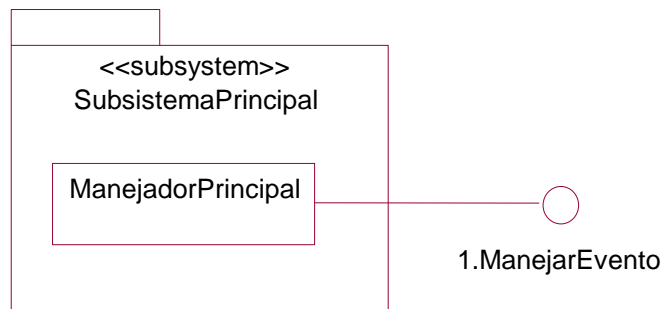 <<subsystem>>
SubsistemaPrincipal
ManejadorPrincipal
1.ManejarEvento